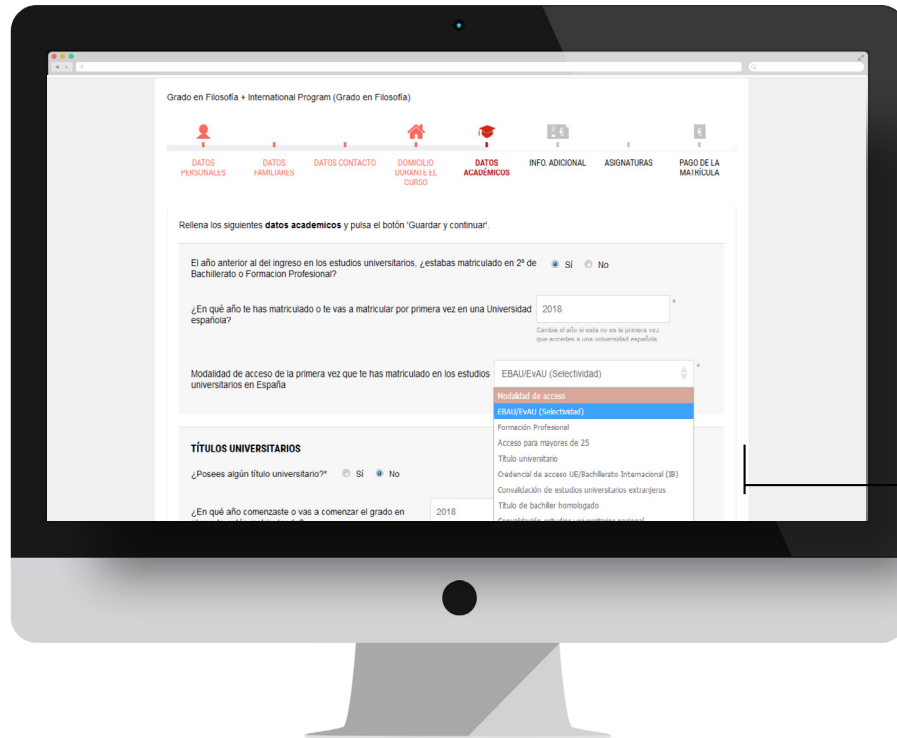 Grado en Filosofía + International Program (Grado en Filosofía)
DATOS
PERSONALES
DATOS
FAMILIARES
DATOS CONTACTO
DOMICILIO
DURANTE EL
CURSO
DATOS
ACADÉMICOS
INFO. ADICIONAL
ASIGNATURAS
PAGO DE LA
MATRÍCULA
Rellena los siguientes datos academicos y pulsa el botón 'Guardar y continuar'.
El año anterior al del ingreso en los estudios universitarios, ¿estabas matriculado en 2º de
Bachillerato o Formacion Profesional?
Sí No
¿En qué año te has matriculado o te vas a matricular por primera vez en una Universidad
española?
2018 *
Cambia el año si esta no es la primera vez
que accedes a una universidad española
Modalidad de acceso de la primera vez que te has matriculado en los estudios
universitarios en España
EBAU/EvAU (Selectividad) *
Modalidad de acceso
EBAU/EvAU (Selectividad)
Formación Profesional
Acceso para mayores de 25
Título universitario
Credencial de acceso UE/Bachillerato Internacional (IB)
Convalidación de estudios universitarios extranjeros
Título de bachiller homologado
Convalidación estudios universitarios nacional
TÍTULOS UNIVERSITARIOS
¿Posees algún título universitario?* Sí No
¿En qué año comenzaste o vas a comenzar el grado en
2018